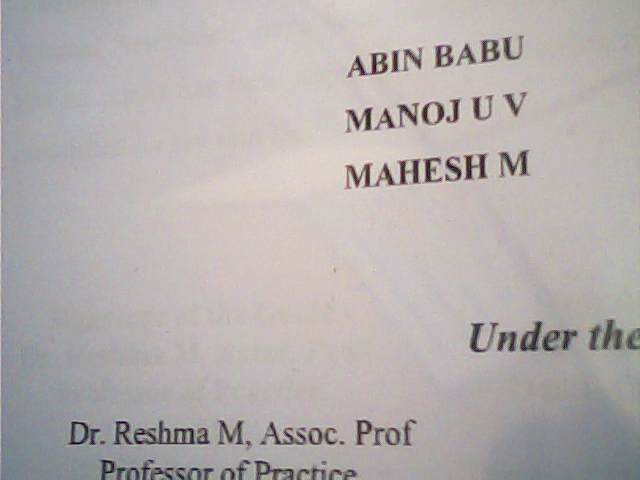 ABIN BABU
MANOJ U V
MAHESH M
Under the
Dr. Reshma M, Assoc. Prof
Professor of Practice